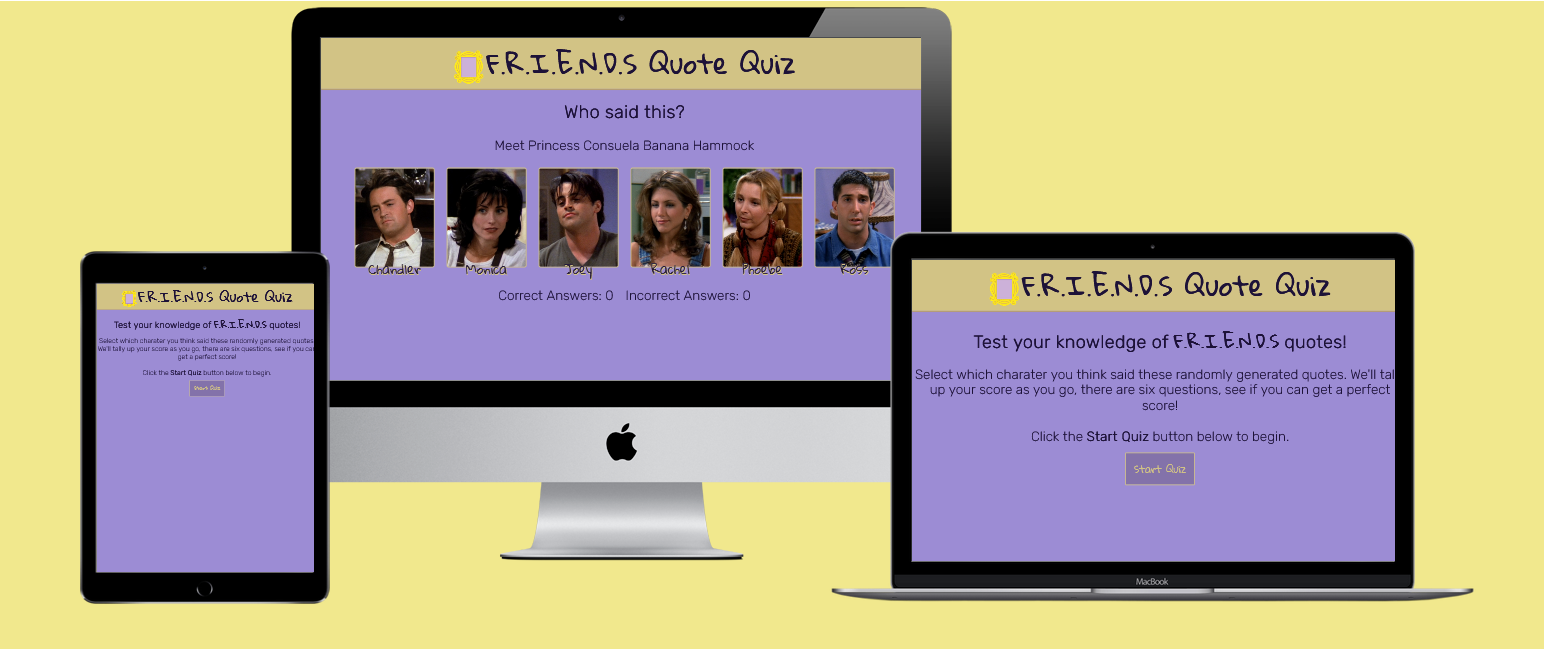 F.R.I.E.N.D.S Quote Quiz
Who said this?
Meet Princess Consuela Banana Hammock
Chandler Monica Joey Rachel Phoebe Ross
Correct Answers: 0 Incorrect Answers: 0
F.R.I.E.N.D.S Quote Quiz
Test your knowledge of F.R.I.E.N.D.S quotes!
Select which charater you think said these randomly generated quotes.
We'll tally up your score as you go, there are six questions, see if you can
get a perfect score!
Click the Start Quiz button below to begin.
Start Quiz
F.R.I.E.N.D.S Quote Quiz
Test your knowledge of F.R.I.E.N.D.S quotes!
Select which charater you think said these randomly generated quotes. We'll tal
up your score as you go, there are six questions, see if you can get a perfect
score!
Click the Start Quiz button below to begin.
Start Quiz
MacBook